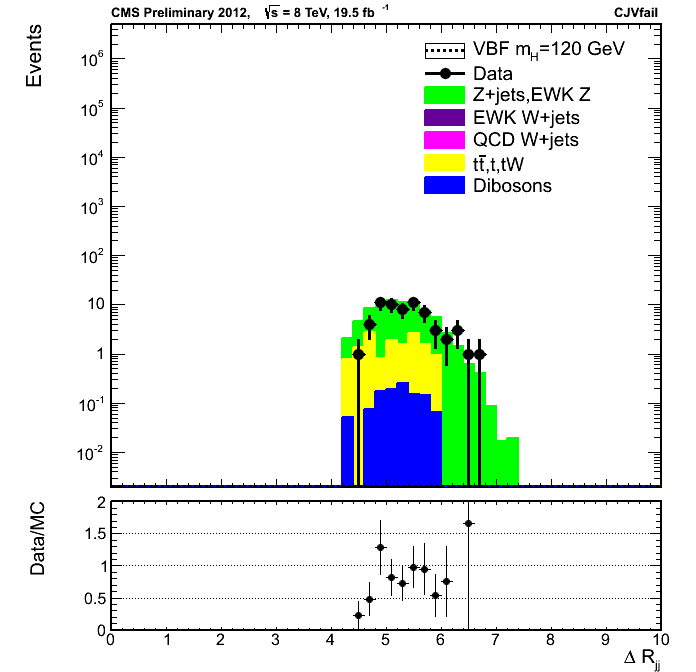 CMS Preliminary 2012, √s = 8 TeV, 19.5 fb⁻¹ CJVfail
Events
VBF m_H=120 GeV
Data
Z+jets,EWK Z
EWK W+jets
QCD W+jets
tt̄,t,tW
Dibosons
10⁶
10⁵
10⁴
10³
10²
10
1
10⁻¹
10⁻²
Data/MC
2
1.5
1
0.5
0
0 1 2 3 4 5 6 7 8 9 10
Δ R_jj